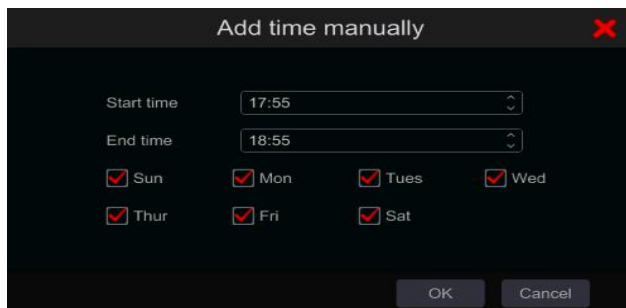 Add time manually
Start time 17:55
End time 18:55
Sun Mon Tues Wed
Thur Fri Sat
OK Cancel